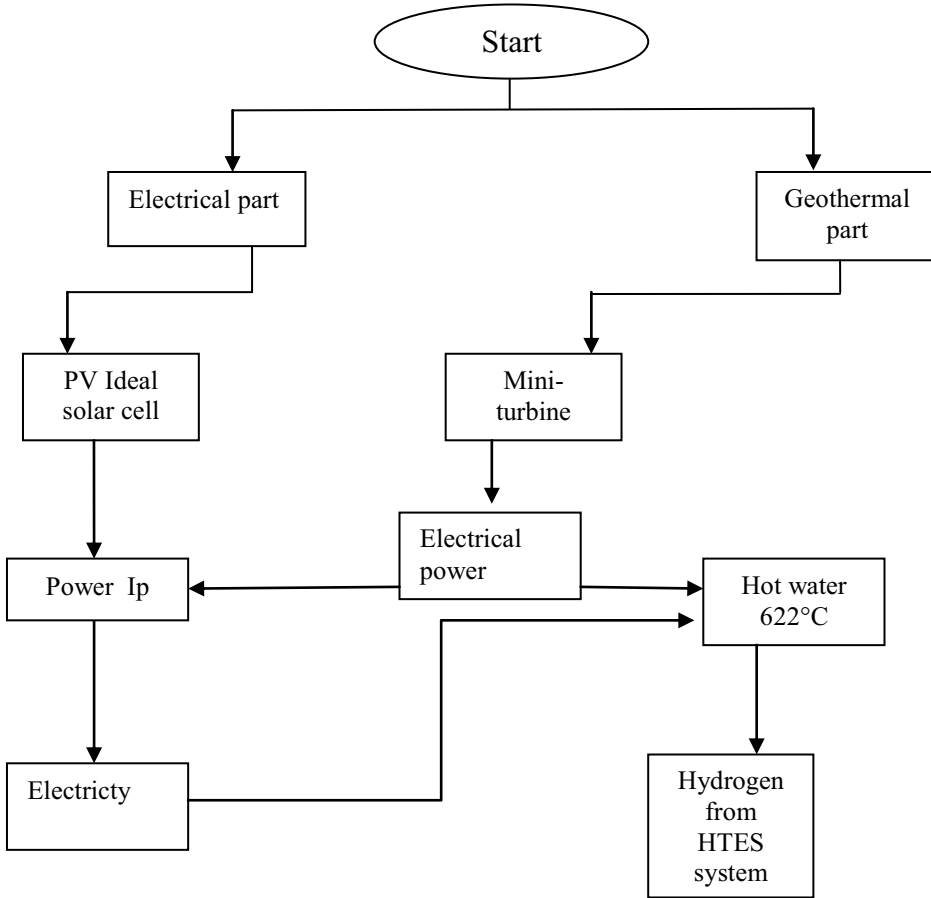 Start
Electrical part
Geothermal
part
PV Ideal
solar cell
Mini-
turbine
Electrical
power
Power Ip
Hot water
622°C
Electricty
Hydrogen
from
HTES
system